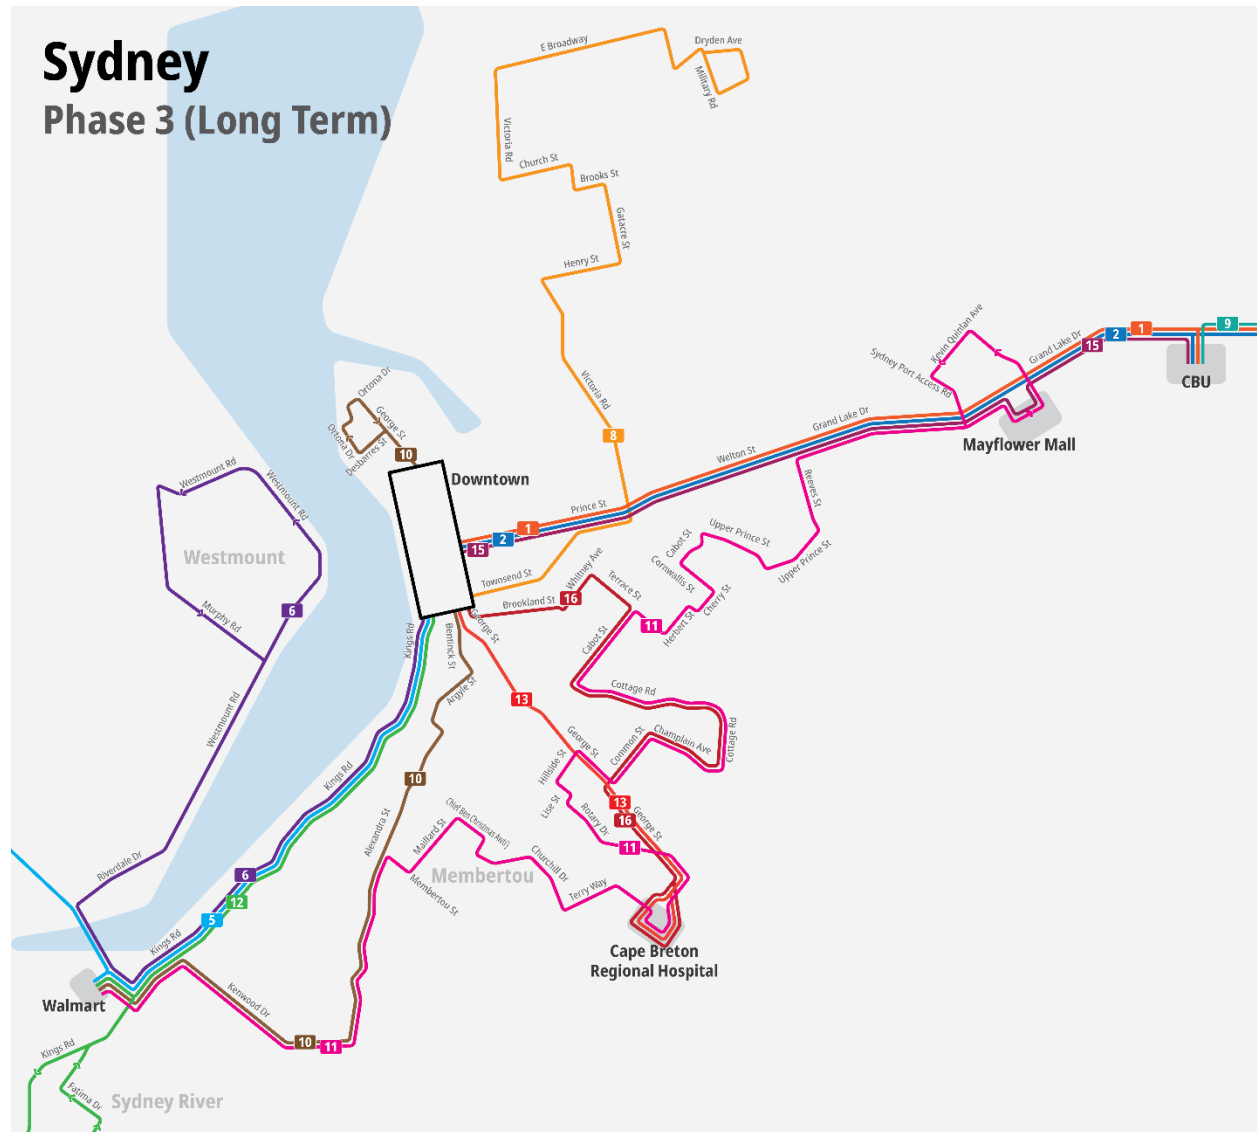 Sydney
Phase 3 (Long Term)
E Broadway
Dryden Ave
Military Rd
Victoria Rd
Church St
Brooks St
Gatacre St
Henry St
Victoria Rd
8
Kevin Quinlan Ave
Sydney Port Access Rd
Grand Lake Dr
15
2
1
9
CBU
Mayflower Mall
Grand Lake Dr
Welton St
Reeves St
Prince St
1
2
15
Ortona Dr
George St
Ortona Dr
Desbarres St
10
Downtown
Westmount Rd
Westmount Rd
Westmount
Murphy Rd
6
Westmount Rd
Riverdale Dr
Townsend St
Brookland St
16
Whitney Ave
Terrace St
Cabot St
Upper Prince St
Upper Prince St
Cabot St
Cornwallis St
Cherry St
Herbert St
11
Kings Rd
Bentinck St
George St
Argyle St
13
Cottage Rd
Cottage Rd
Champlain Ave
Common St
George St
Hillside St
Lise St
Rotary Dr
13
16
George St
11
Kings Rd
10
Alexandra St
Maillard St
Membertou St
Membertou
Churchill Dr
Terry Way
Cape Breton
Regional Hospital
6
12
5
Kings Rd
Walmart
Kenwood Dr
10
11
Kings Rd
Fatima Dr
Sydney River